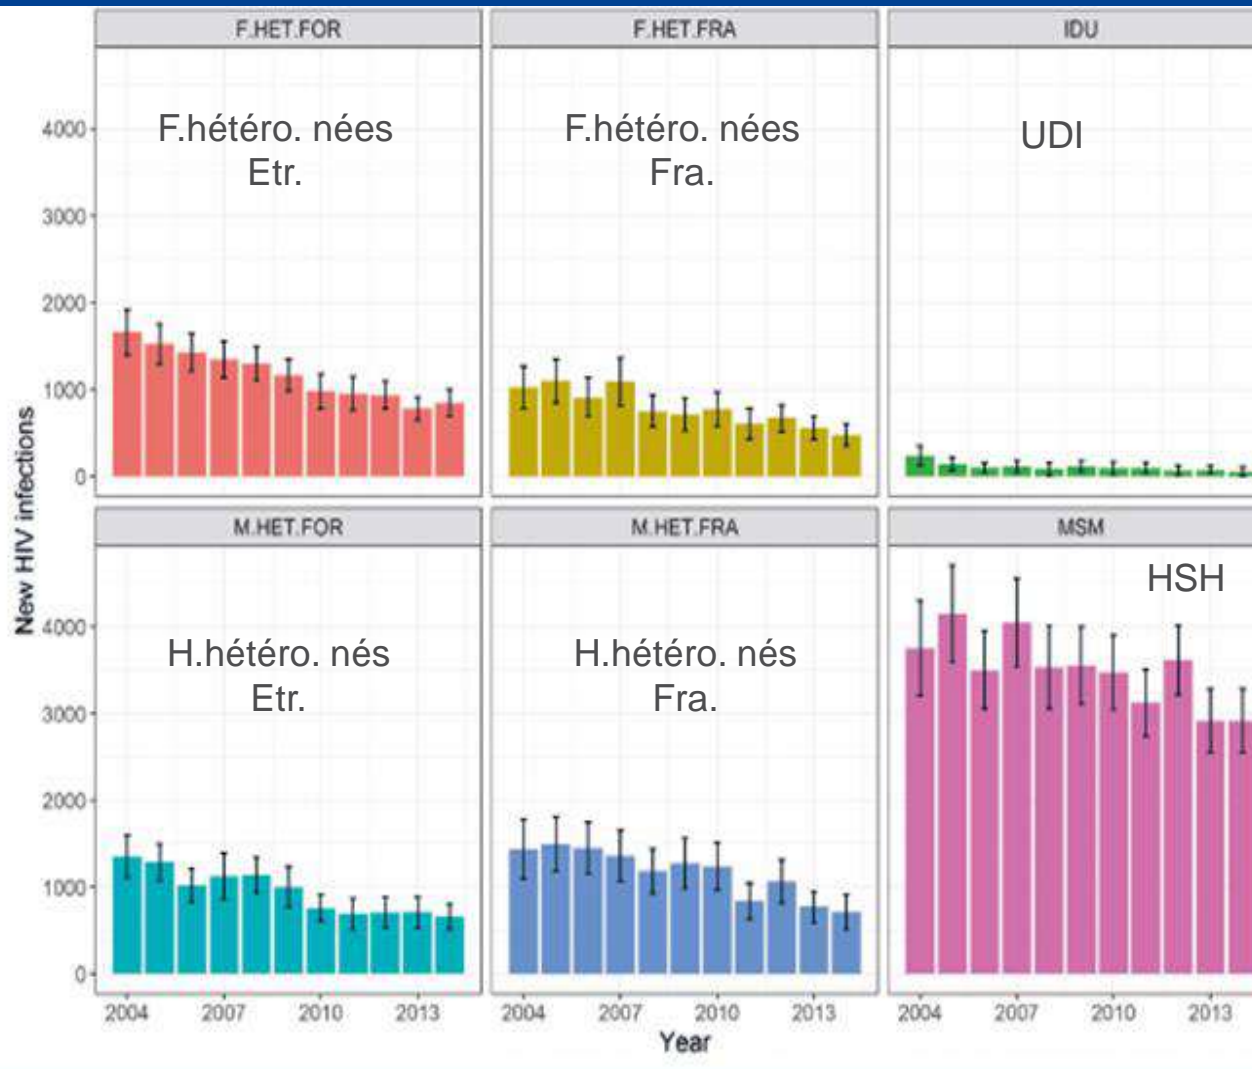 F.HET.FOR
F.HET.FRA
IDU
F.hétéro. nées
Etr.
F.hétéro. nées
Fra.
UDI
4000
3000
2000
1000
0
New HIV infections
M.HET.FOR
M.HET.FRA
MSM
H.hétéro. nés
Etr.
H.hétéro. nés
Fra.
HSH
4000
3000
2000
1000
0
2004 2007 2010 2013
2004 2007 2010 2013
2004 2007 2010 2013
Year